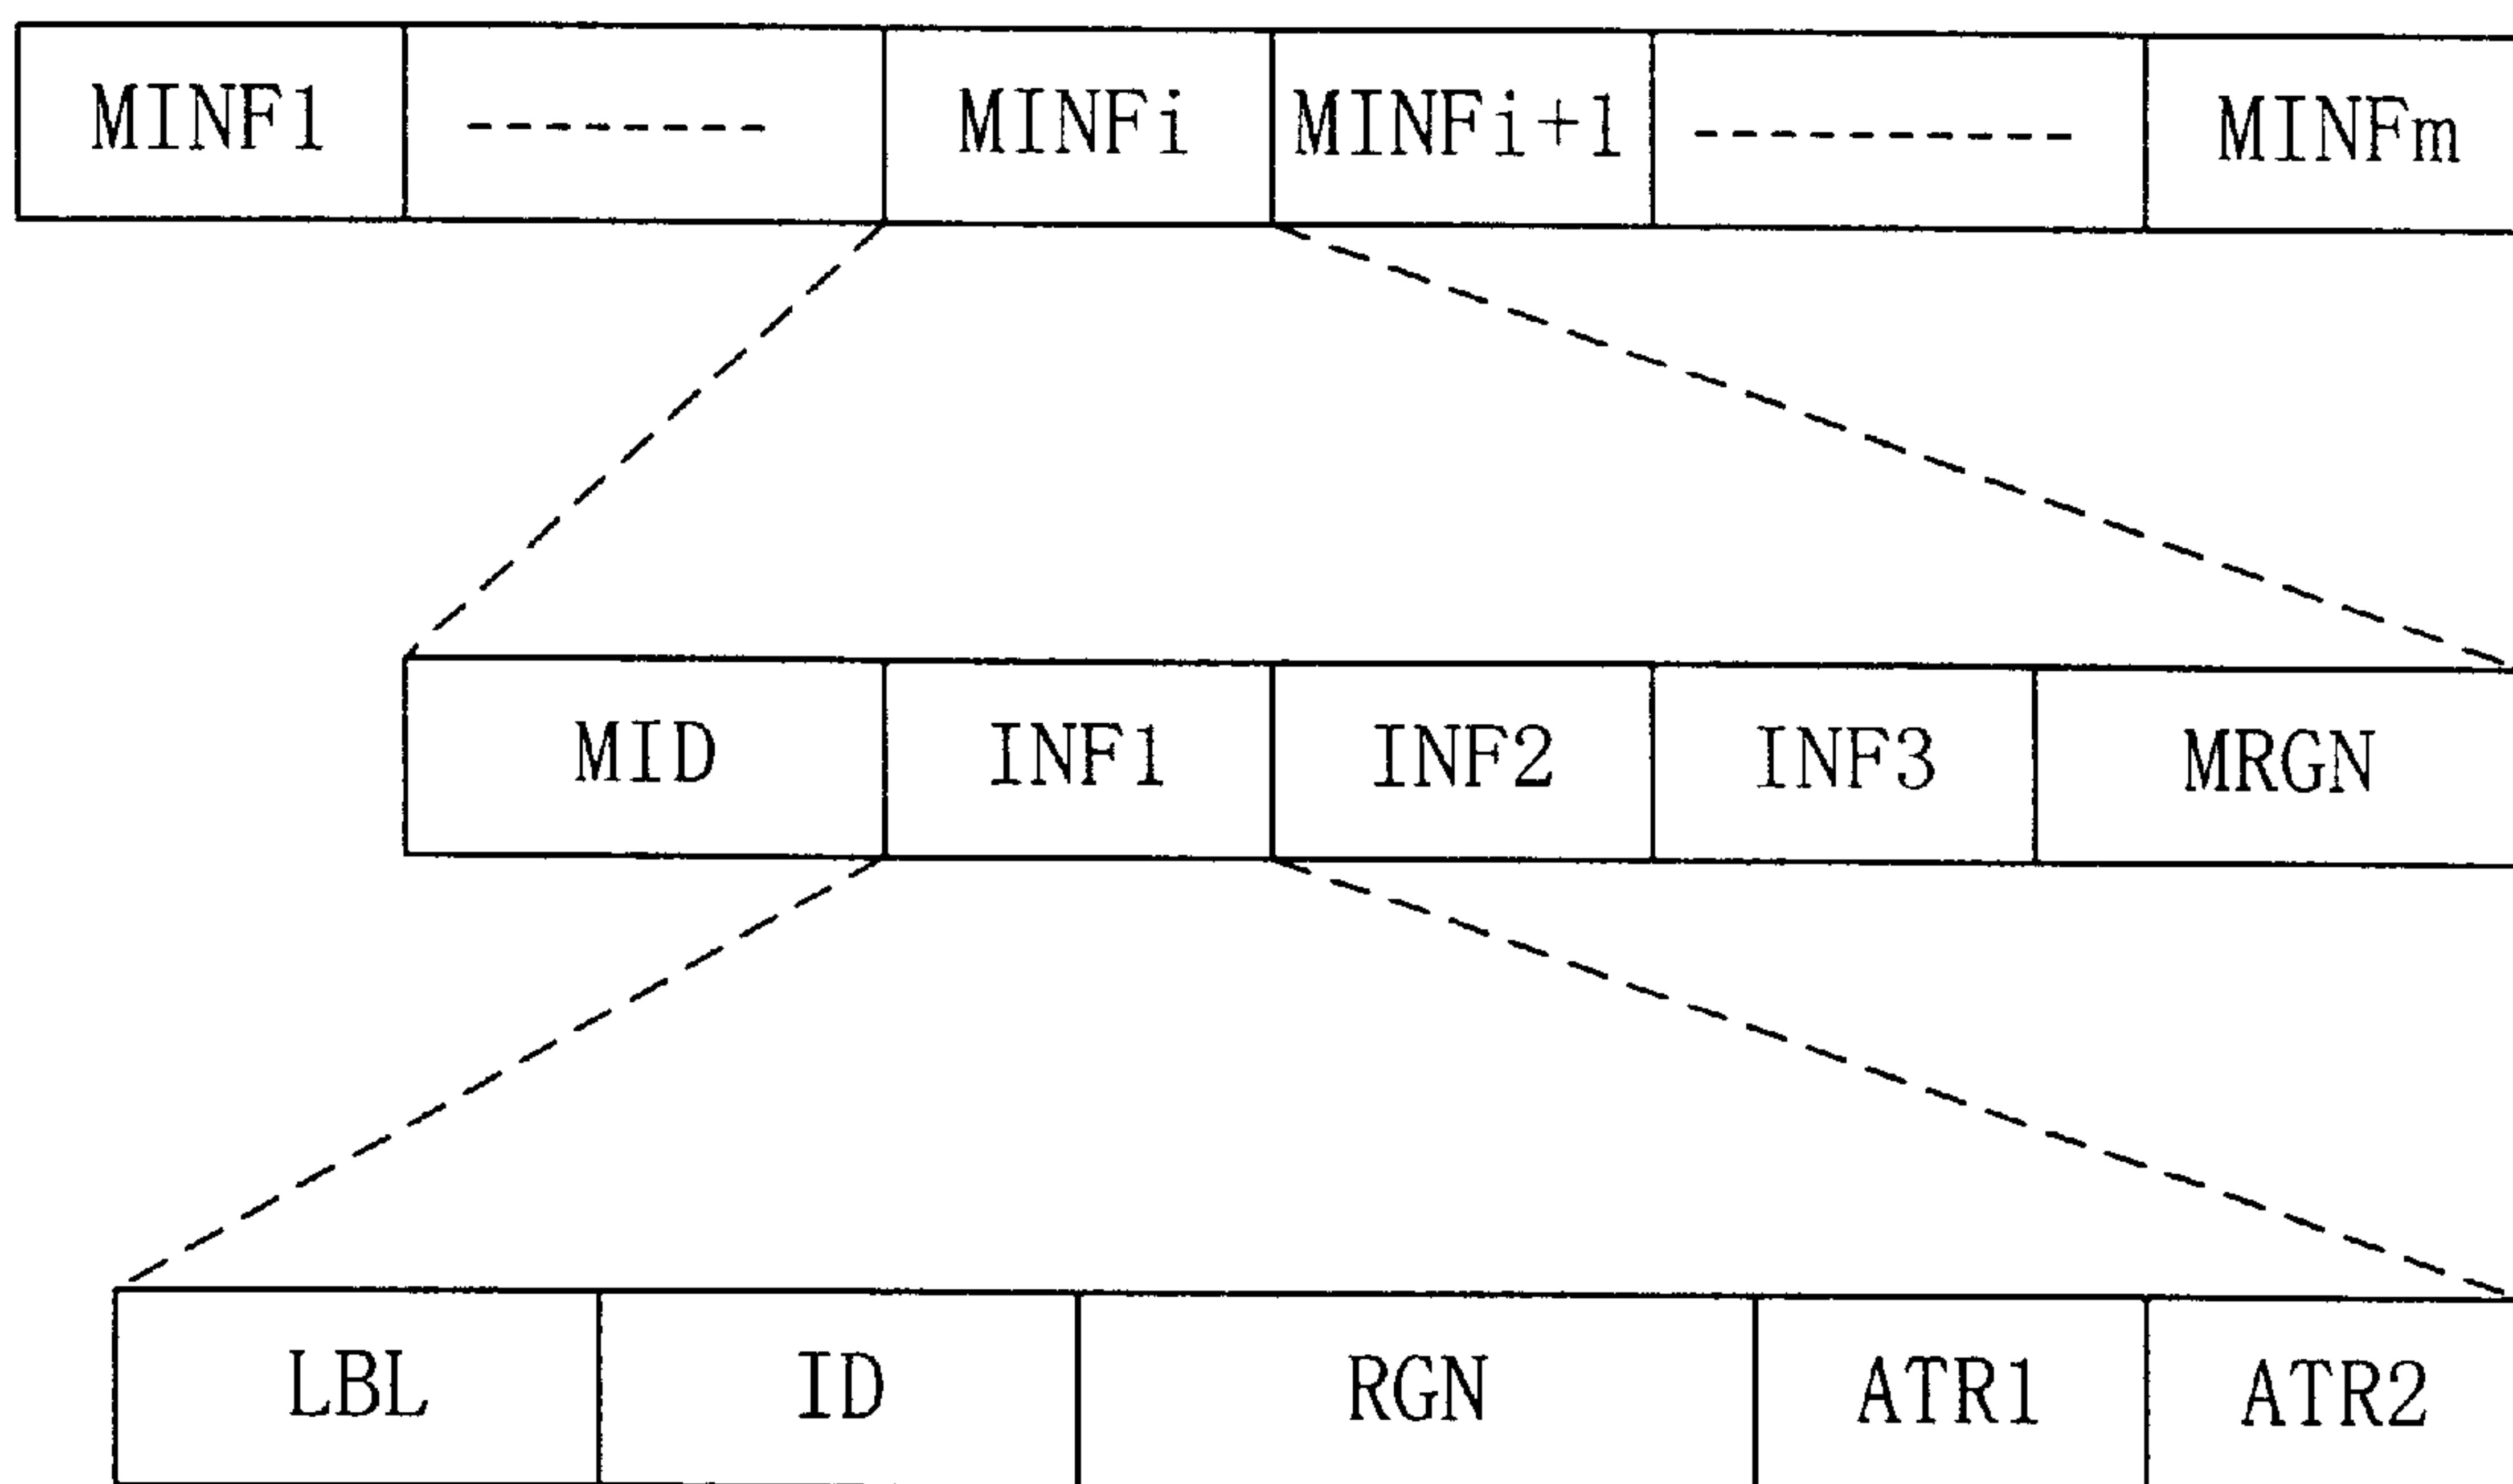 MINF1 -------- MINFi MINFi+1 ---------- MINFm
MID INF1 INF2 INF3 MRGN
LBL ID RGN ATR1 ATR2